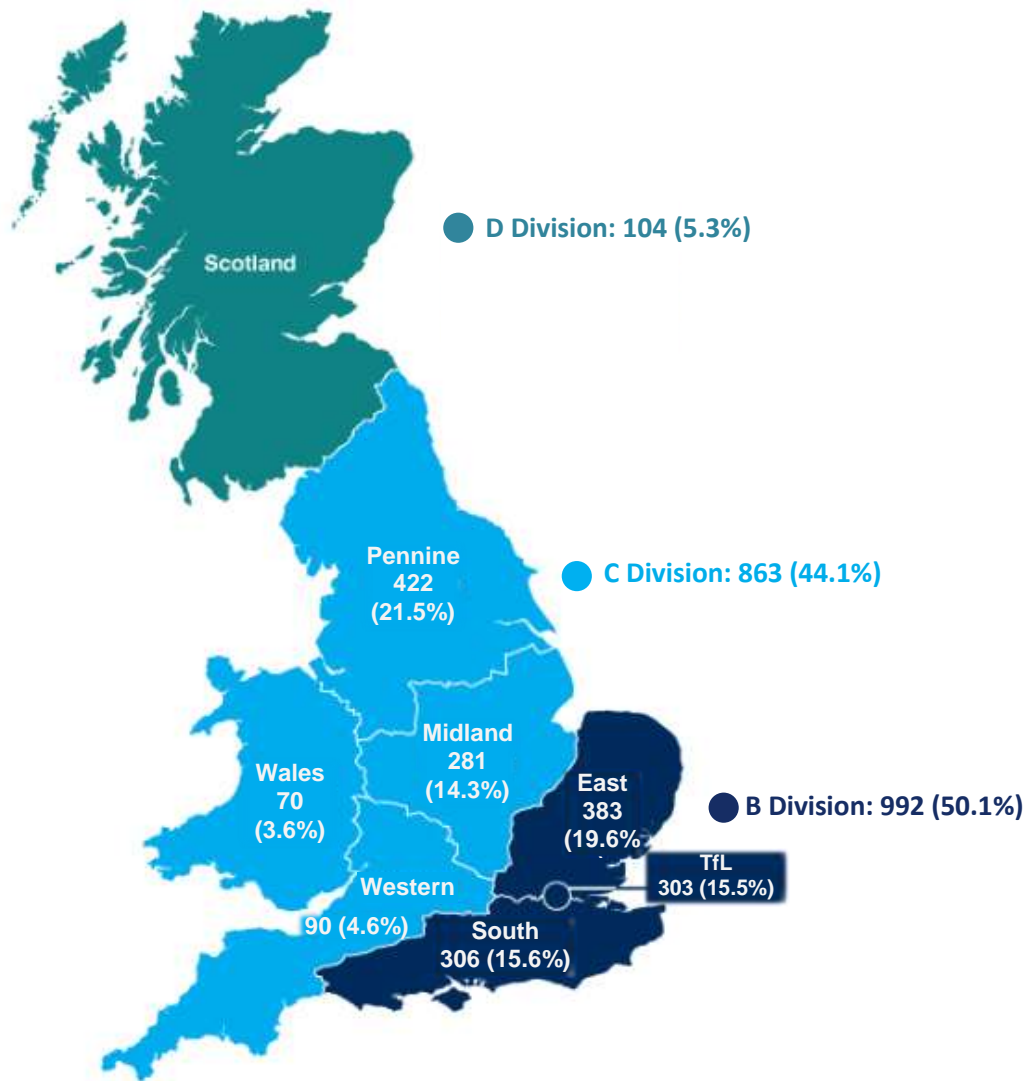 Scotland
D Division: 104 (5.3%)
Pennine
422
(21.5%)
C Division: 863 (44.1%)
Midland
281
(14.3%)
Wales
70
(3.6%)
East
383
(19.6%
B Division: 992 (50.1%)
TfL
303 (15.5%)
Western
90 (4.6%)
South
306 (15.6%)